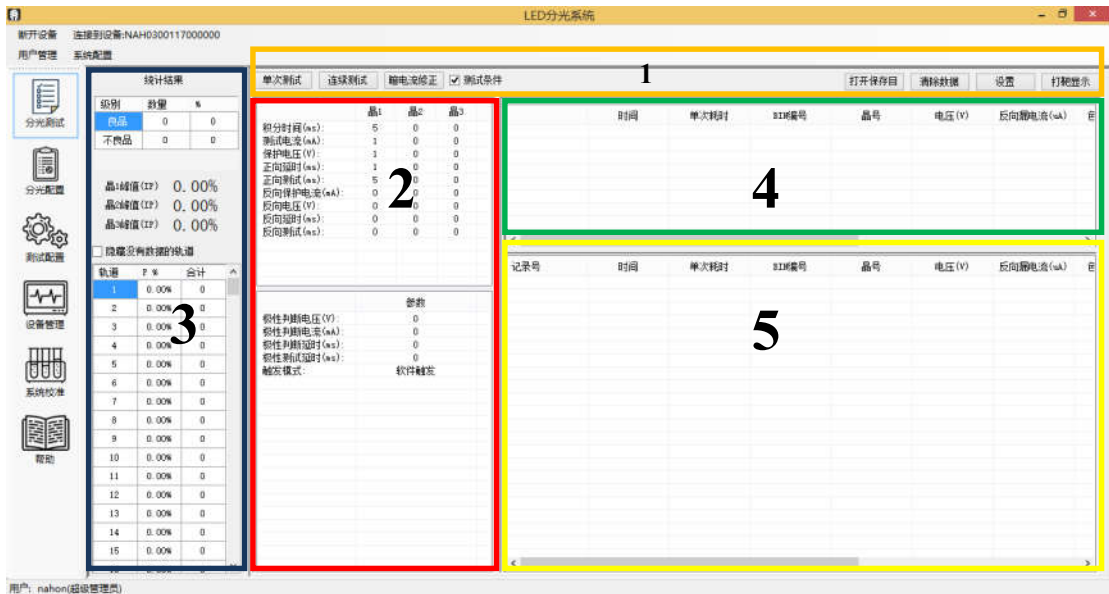 LED分光系统
断开设备 连接到设备:NAH0300117000000
用户管理 系统配置
分光测试
分光配置
测试配置
设备管理
系统校准
帮助
统计结果
级别 数量 %
良品 0 0
不良品 0 0
晶1峰值(IP) 0.00%
晶2峰值(IP) 0.00%
晶3峰值(IP) 0.00%
隐藏没有数据的轨道
轨道 P % 合计
1 0.00% 0
2 0.00% 0
3 0.00% 0
4 0.00% 0
5 0.00% 0
6 0.00% 0
7 0.00% 0
8 0.00% 0
9 0.00% 0
10 0.00% 0
11 0.00% 0
12 0.00% 0
13 0.00% 0
14 0.00% 0
15 0.00% 0
3
单次测试 连续测试 暗电流修正 测试条件 1 打开保存目 清除数据 设置 打靶显示
晶1 晶2 晶3
积分时间(ms): 5 0 0
测试电流(mA): 1 0 0
保护电压(V): 1 0 0
正向延时(ms): 1 0 0
正向测试(ms): 5 0 0
反向保护电流(mA): 0 0 0
反向电压(V): 0 0 0
反向延时(ms): 0 0 0
反向测试(ms): 0 0 0
2
参数
极性判断电压(V): 0
极性判断电流(mA): 0
极性判断延时(ms): 0
极性测试延时(ms): 0
触发模式: 软件触发
时间 单次耗时 BIN编号 晶号 电压(V) 反向漏电流(uA)
4
记录号 时间 单次耗时 BIN编号 晶号 电压(V) 反向漏电流(uA)
5
用户: nahon(超级管理员)